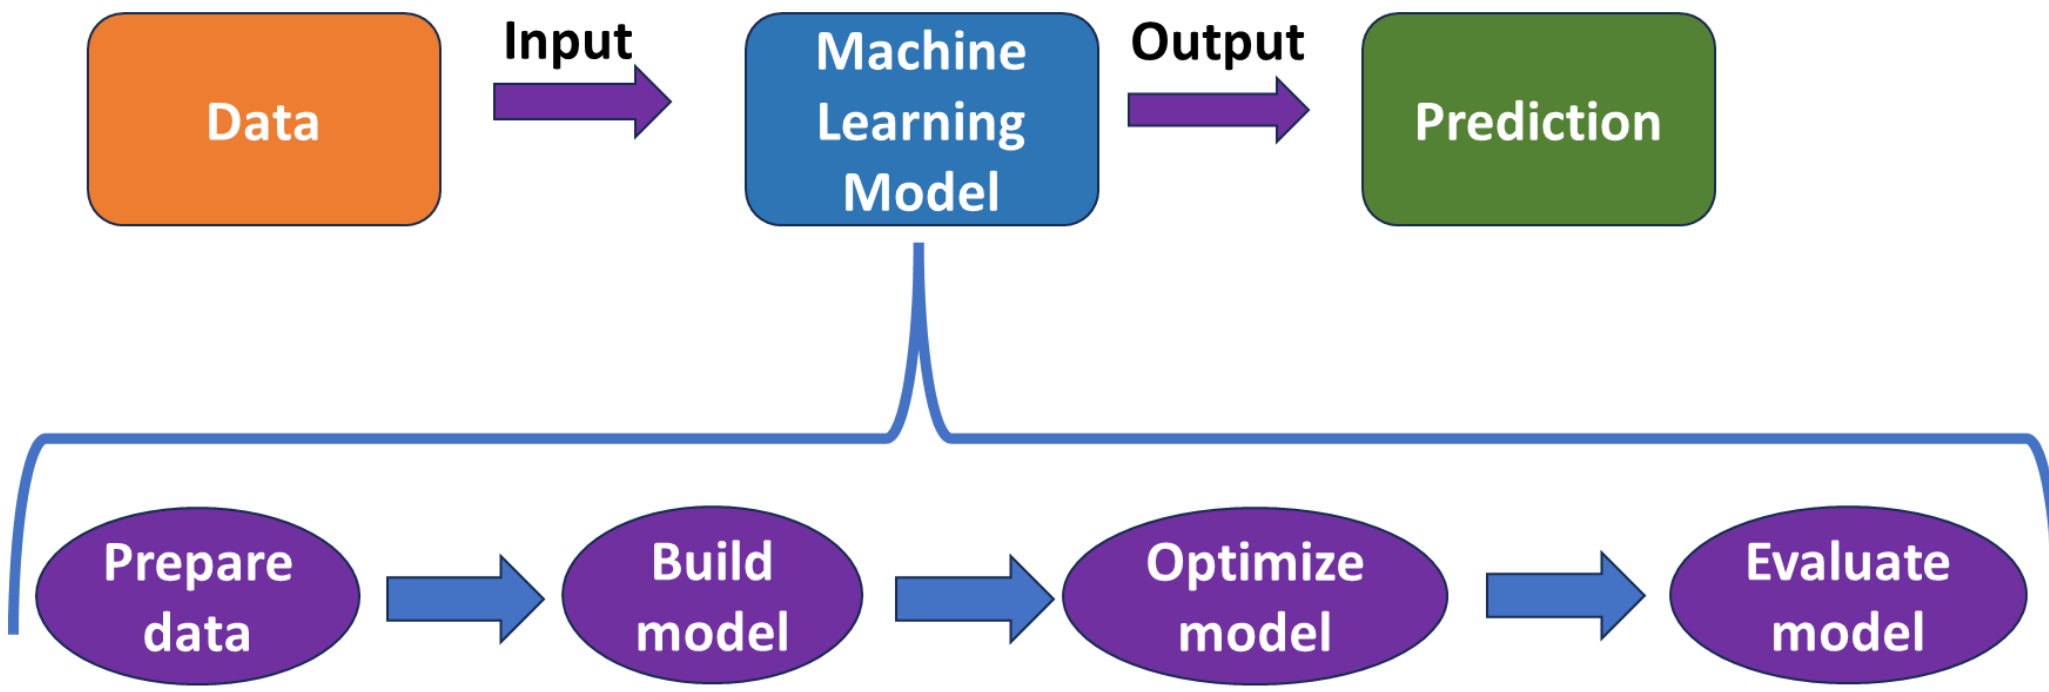 Data
Input
Machine
Learning
Model
Output
Prediction
Prepare
data
Build
model
Optimize
model
Evaluate
model